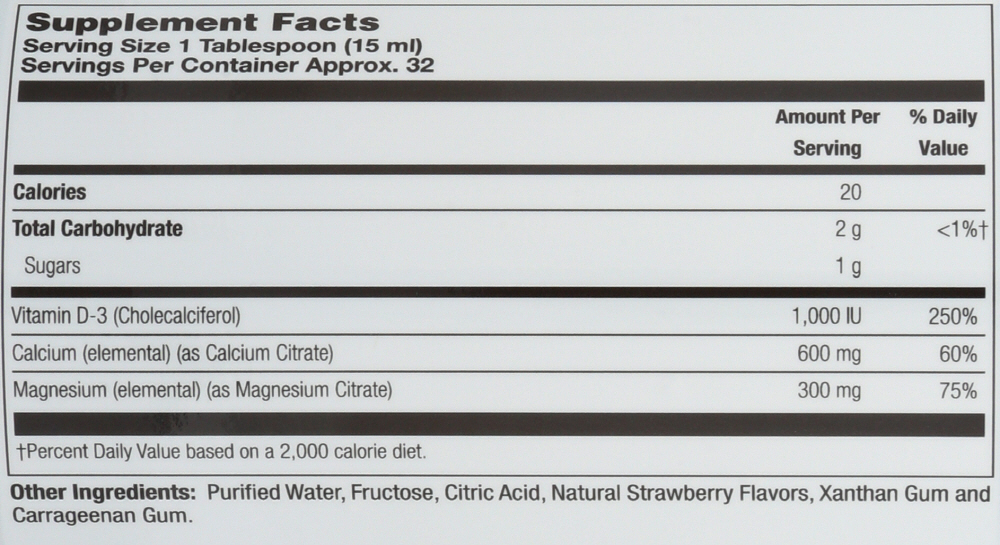 Supplement Facts
Serving Size 1 Tablespoon (15 ml)
Servings Per Container Approx. 32
Amount Per Serving % Daily Value
Calories 20
Total Carbohydrate 2 g <1%†
Sugars 1 g
Vitamin D-3 (Cholecalciferol) 1,000 IU 250%
Calcium (elemental) (as Calcium Citrate) 600 mg 60%
Magnesium (elemental) (as Magnesium Citrate) 300 mg 75%
†Percent Daily Value based on a 2,000 calorie diet.
Other Ingredients: Purified Water, Fructose, Citric Acid, Natural Strawberry Flavors, Xanthan Gum and
Carrageenan Gum.